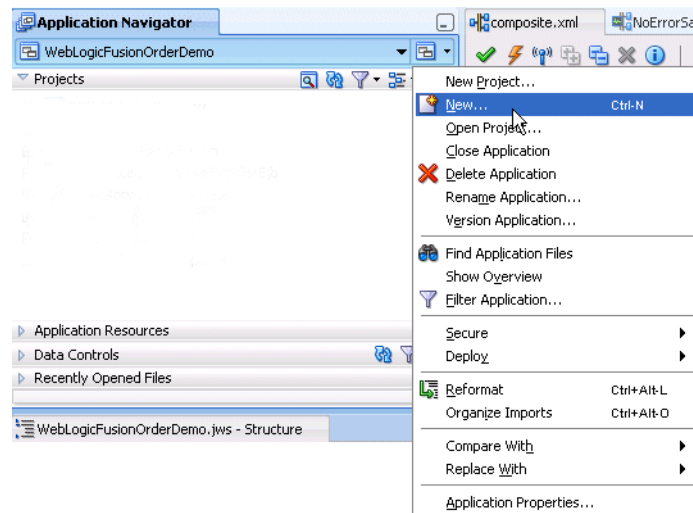 Application Navigator
composite.xml
NoErrorSa
WebLogicFusionOrderDemo
Projects
New Project...
New... Ctrl-N
Open Project...
Close Application
Delete Application
Rename Application...
Version Application...
Find Application Files
Show Overview
Filter Application...
Application Resources
Secure
Data Controls
Deploy
Recently Opened Files
Reformat Ctrl+Alt-L
Organize Imports Ctrl+Alt-O
WebLogicFusionOrderDemo.jws - Structure
Compare With
Replace With
Application Properties...